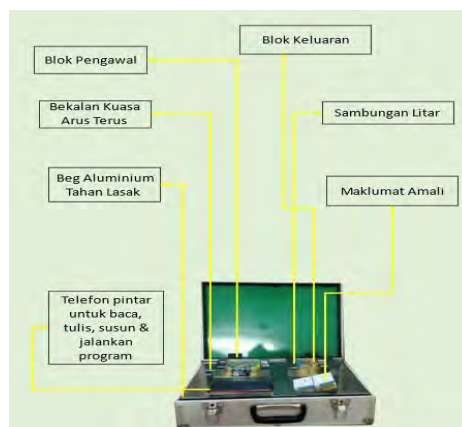 Blok Keluaran
Blok Pengawal
Bekalan Kuasa
Arus Terus
Sambungan Litar
Beg Aluminium
Tahan Lasak
Maklumat Amali
Telefon pintar
untuk baca,
tulis, susun &
jalankan
program